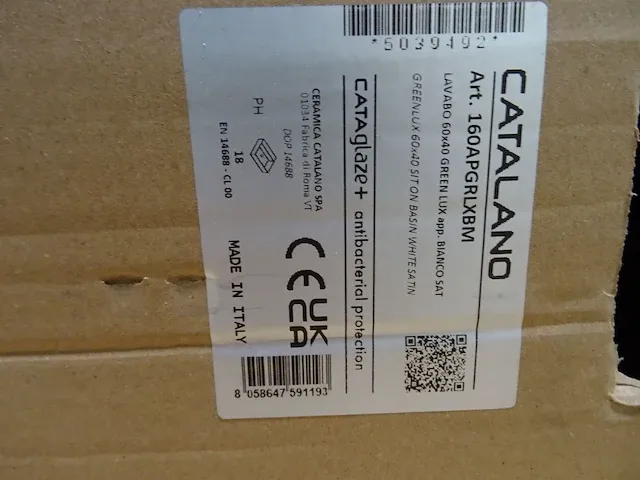 CATALANO
Art. 160APGRLXBM
LAVABO 60x40 GREEN LUX app. BIANCO SAT
GREENLUX 60x40 SIT ON BASIN WHITE SATIN
*5039492*
CATAglaze+ antibacterial protection
CERAMICA CATALANO SPA
01034 Fabrica di Roma VT
DOP 14688
CE UK CA
PH
18
EN 14688 - CL 00
MADE IN ITALY
8 058647 591193